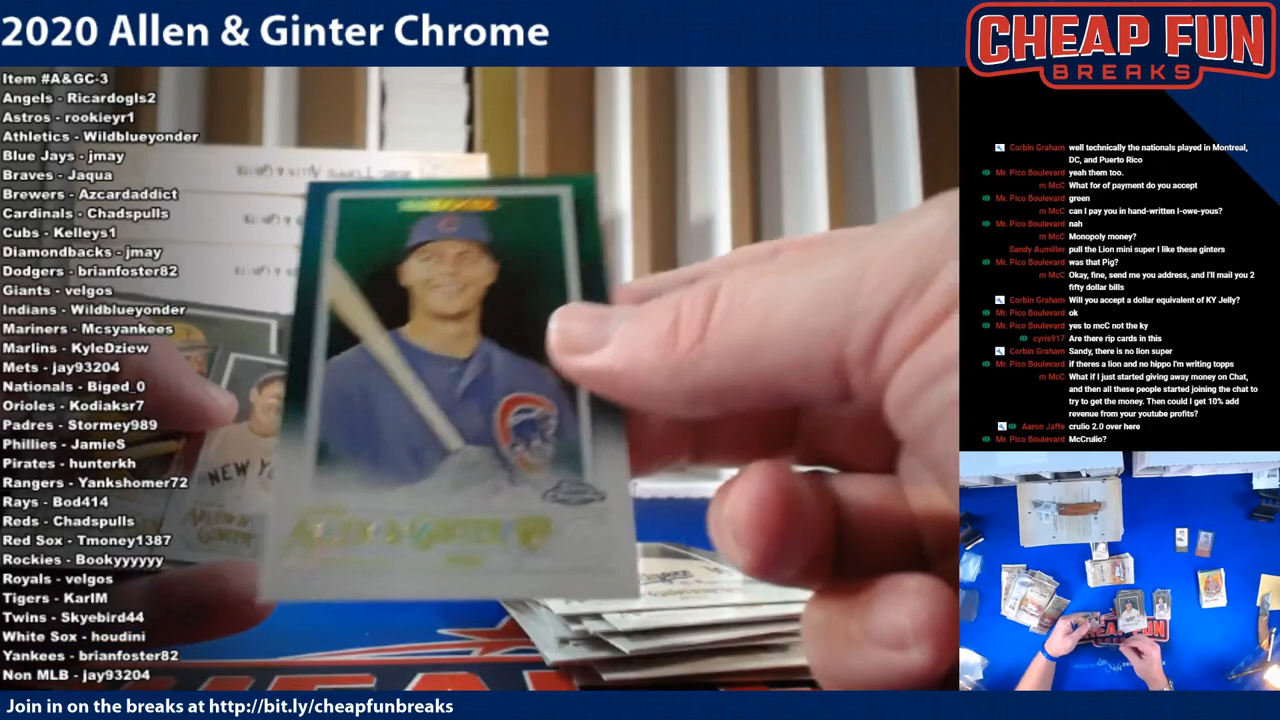 2020 Allen & Ginter Chrome
CHEAP FUN
BREAKS
Item #A&GC-3
Angels - Ricardogls2
Astros - rookieyr1
Athletics - Wildblueyonder
Blue Jays - jmay
Braves - Jaqua
Brewers - Azcardaddict
Cardinals - Chadspulls
Cubs - Kelleys1
Diamondbacks - jmay
Dodgers - brianfoster82
Giants - velgos
Indians - Wildblueyonder
Mariners - Mcsyankees
Marlins - KyleDziew
Mets - jay93204
Nationals - Biged_0
Orioles - Kodiaksr7
Padres - Stormey989
Phillies - JamieS
Pirates - hunterkh
Rangers - Yankshomer72
Rays - Bod414
Reds - Chadspulls
Red Sox - Tmoney1387
Rockies - Bookyyyyyy
Royals - velgos
Tigers - KarlM
Twins - Skyebird44
White Sox - houdini
Yankees - brianfoster82
Non MLB - jay93204
C
NEW Y
ALLEN & GINTER
Corbin Graham well technically the nationals played in Montreal,
DC, and Puerto Rico
Mr. Pico Boulevard yeah them too.
m McC What for of payment do you accept
Mr. Pico Boulevard green
m McC can I pay you in hand-written I-owe-yous?
Mr. Pico Boulevard nah
m McC Monopoly money?
Sandy Aumiller pull the Lion mini super I like these ginters
Mr. Pico Boulevard was that Pig?
m McC Okay, fine, send me you address, and I'll mail you 2
fifty dollar bills
Corbin Graham Will you accept a dollar equivalent of KY Jelly?
Mr. Pico Boulevard ok
Mr. Pico Boulevard yes to mcC not the ky
cyris917 Are there rip cards in this
Corbin Graham Sandy, there is no lion super
Mr. Pico Boulevard if theres a lion and no hippo I'm writing topps
m McC What if I just started giving away money on Chat,
and then all these people started joining the chat to
try to get the money. Then could I get 10% add
revenue from your youtube profits?
Aaron Jaffe crulio 2.0 over here
Mr. Pico Boulevard McCrulio?
CHEAP FUN
Join in on the breaks at http://bit.ly/cheapfunbreaks